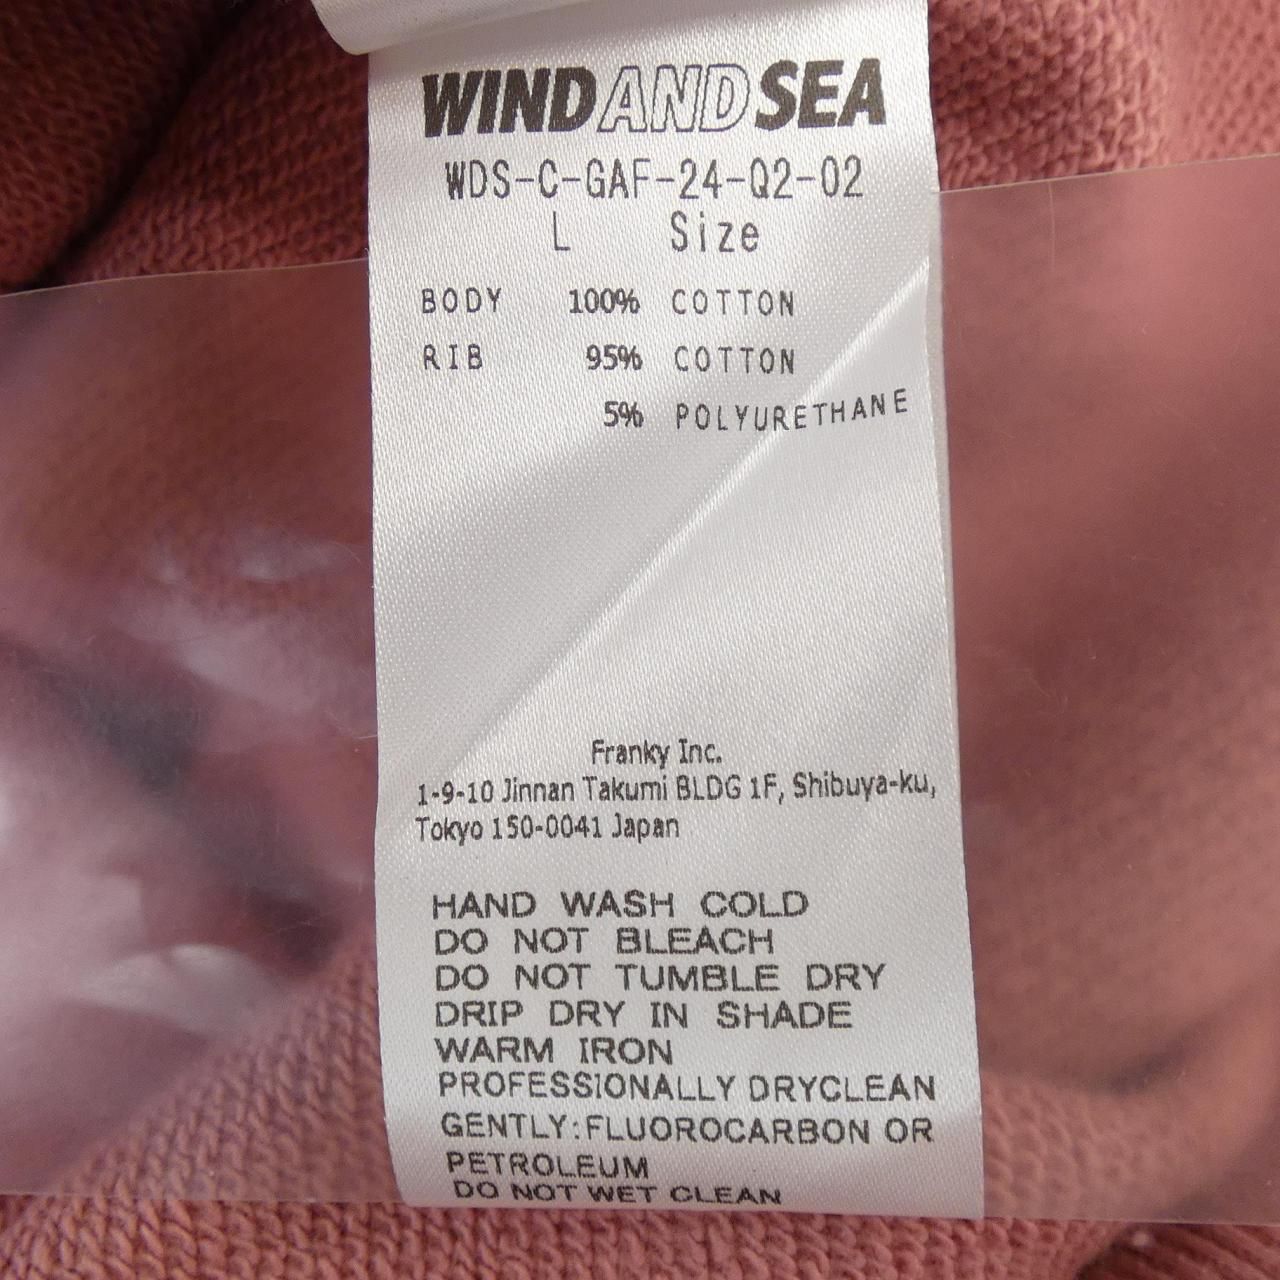 WINDANDSEA
WDS-C-GAF-24-Q2-02
L Size
BODY 100% COTTON
RIB 95% COTTON
5% POLYURETHANE
Franky Inc.
1-9-10 Jinnan Takumi BLDG 1F, Shibuya-ku,
Tokyo 150-0041 Japan
HAND WASH COLD
DO NOT BLEACH
DO NOT TUMBLE DRY
DRIP DRY IN SHADE
WARM IRON
PROFESSIONALLY DRYCLEAN
GENTLY:FLUOROCARBON OR
PETROLEUM
DO NOT WET CLEAN